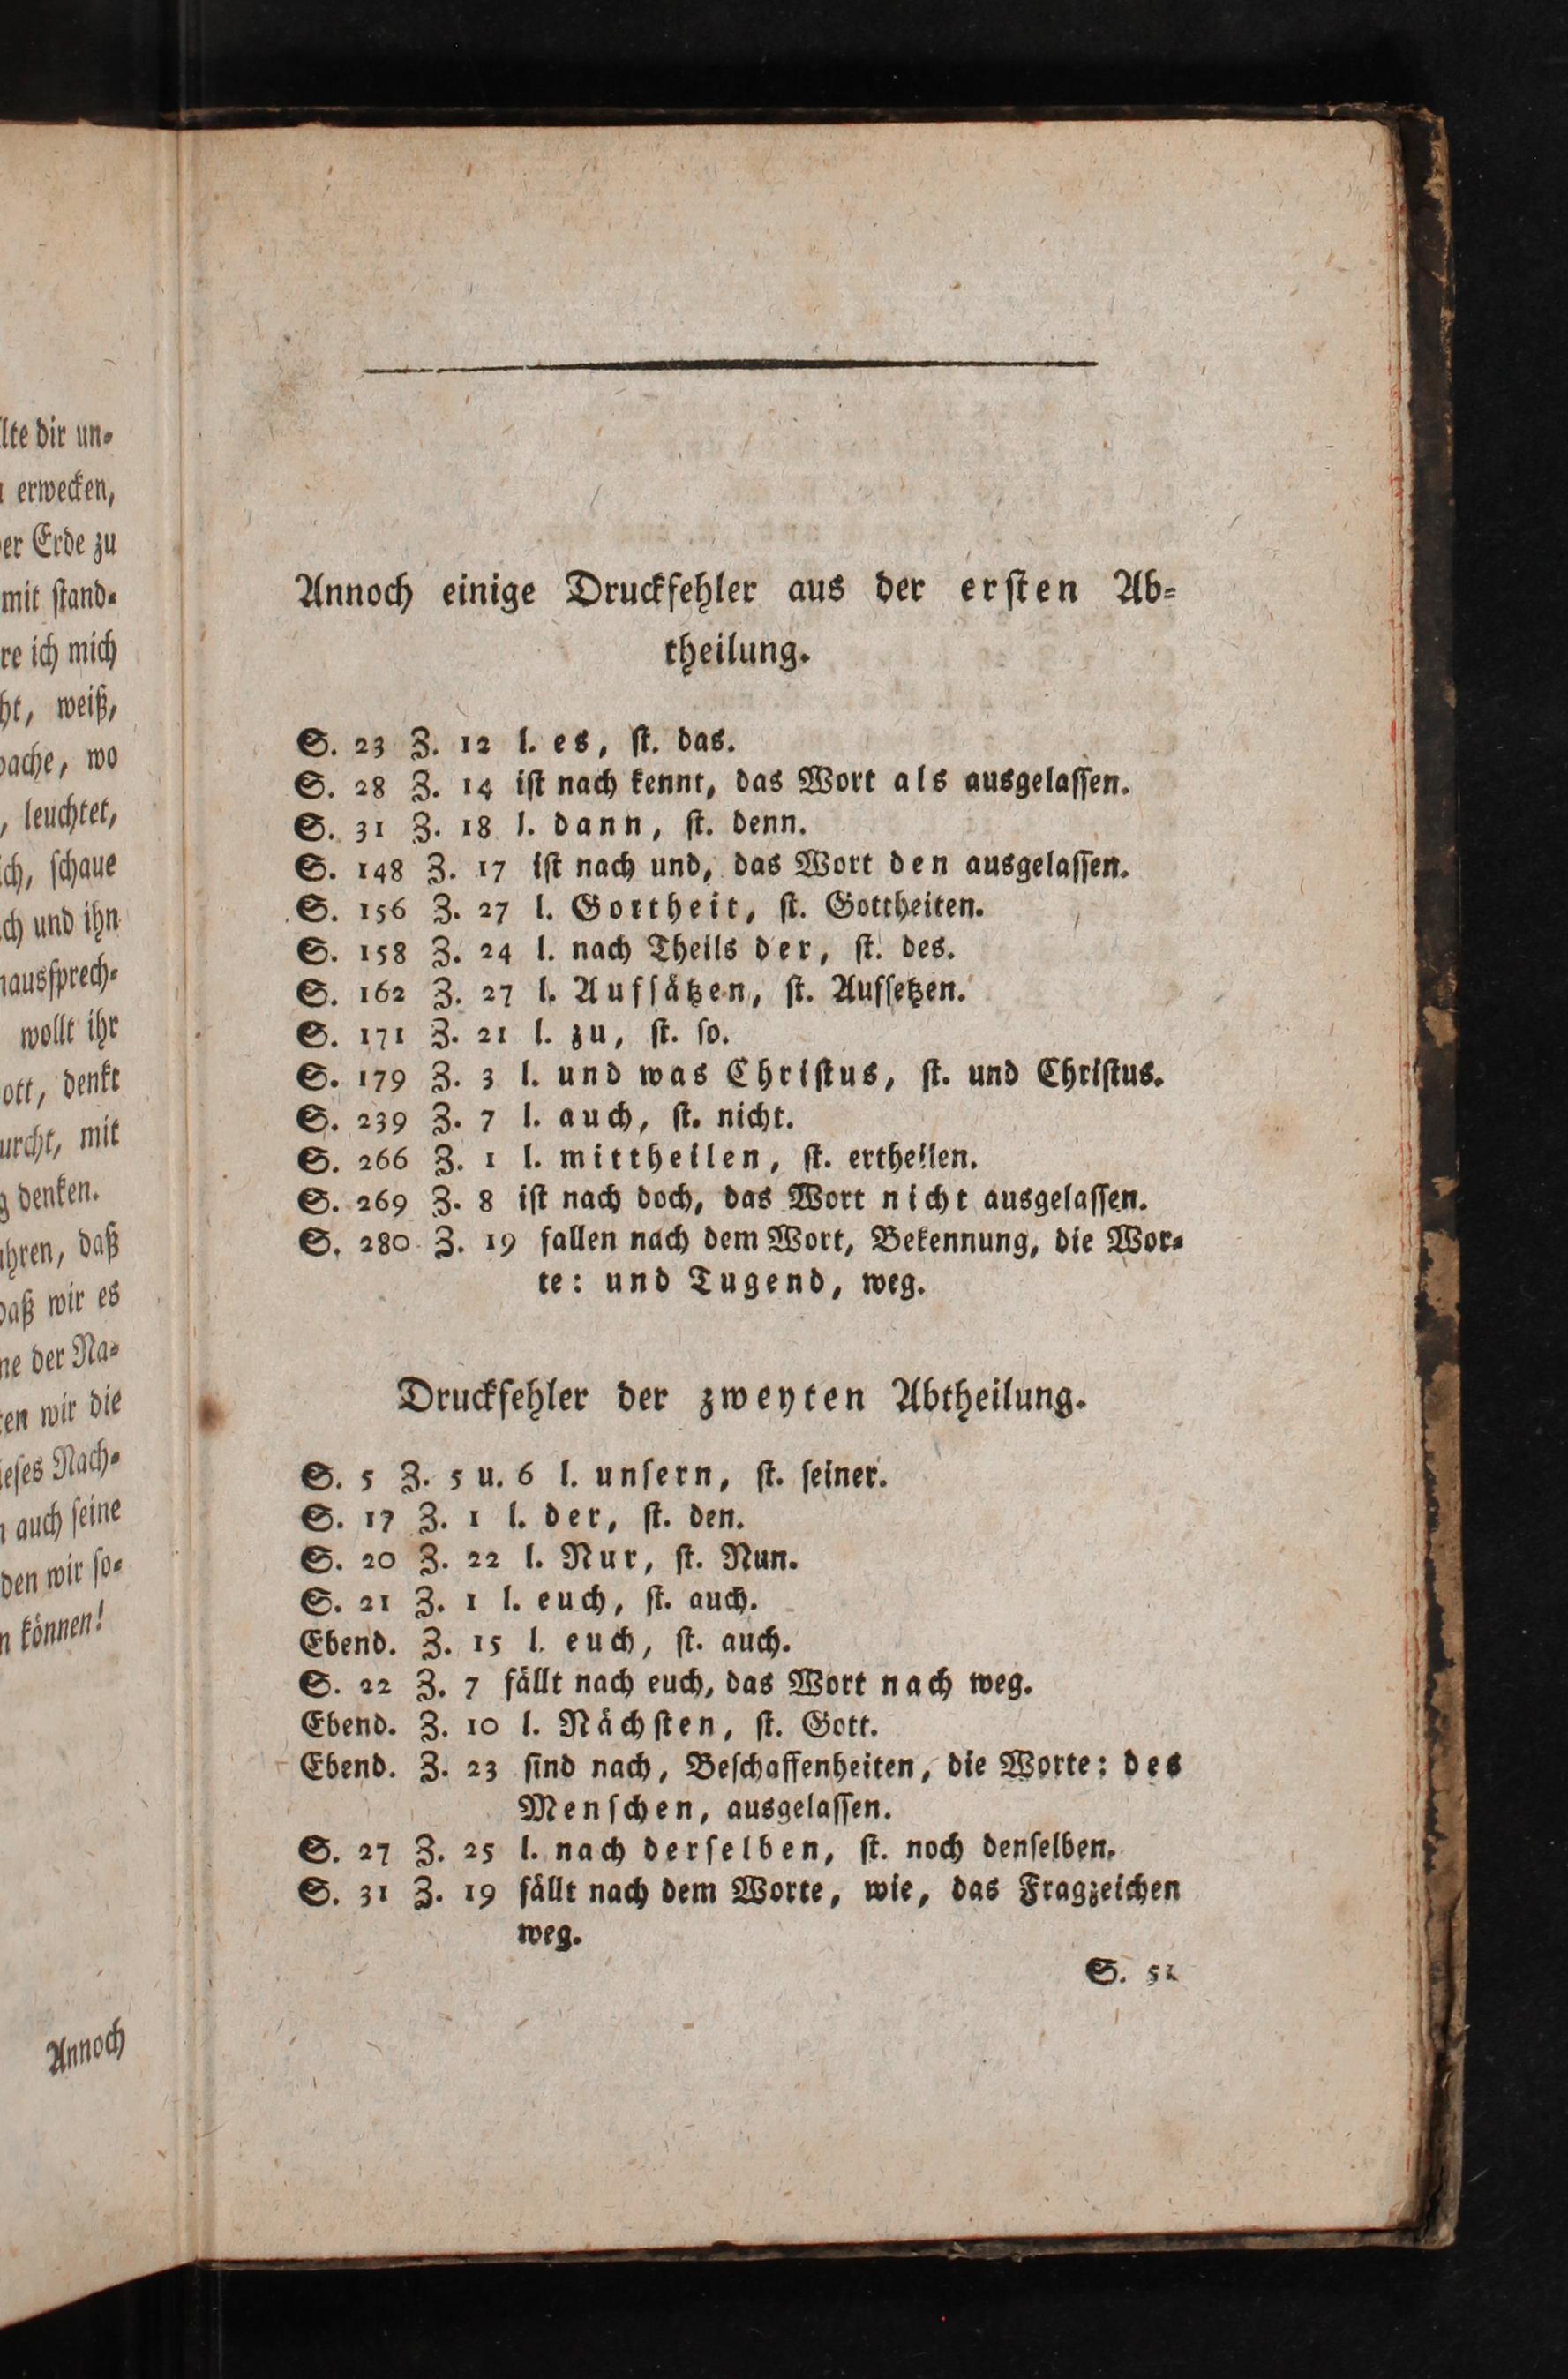 lte dir un⸗
erwecken,
er Erde zu
mit ſtand⸗
re ich mich
ht, weiß,
ache, wo
, leuchtet,
ich, ſchaue
ch und ihn
nausſprech⸗
wollt ihr
ott, denkt
urcht, mit
g denken.
ahren, daß
daß wir es
ne der Na⸗
ten wir die
ieſes Nach⸗
n auch ſeine
den wir ſo⸗
n können!
Annoch
Annoch einige Druckfehler aus der erſten Ab⸗
theilung.
S. 23 Z. 12 l. es, ſt. das.
S. 28 Z. 14 iſt nach kennt, das Wort als ausgelaſſen.
S. 31 Z. 18 l. dann, ſt. denn.
S. 148 Z. 17 iſt nach und, das Wort den ausgelaſſen.
S. 156 Z. 27 l. Gottheit, ſt. Gottheiten.
S. 158 Z. 24 l. nach Theils der, ſt. des.
S. 162 Z. 27 l. Aufſätzen, ſt. Aufſetzen.
S. 171 Z. 21 l. zu, ſt. ſo.
S. 179 Z. 3 l. und was Chriſtus, ſt. und Chriſtus.
S. 239 Z. 7 l. auch, ſt. nicht.
S. 266 Z. 1 l. mittheilen, ſt. ertheilen.
S. 269 Z. 8 iſt nach doch, das Wort nicht ausgelaſſen.
S. 280 Z. 19 fallen nach dem Wort, Bekennung, die Wor⸗
te: und Tugend, weg.
Druckfehler der zweyten Abtheilung.
S. 5 Z. 5 u. 6 l. unſern, ſt. ſeiner.
S. 17 Z. 1 l. der, ſt. den.
S. 20 Z. 22 l. Nur, ſt. Nun.
S. 21 Z. 1 l. euch, ſt. auch.
Ebend. Z. 15 l. euch, ſt. auch.
S. 22 Z. 7 fällt nach euch, das Wort nach weg.
Ebend. Z. 10 l. Nächſten, ſt. Gott.
Ebend. Z. 23 ſind nach, Beſchaffenheiten, die Worte: des
Menſchen, ausgelaſſen.
S. 27 Z. 25 l. nach derſelben, ſt. noch denſelben.
S. 31 Z. 19 fällt nach dem Worte, wie, das Fragzeichen
weg.
S. 51